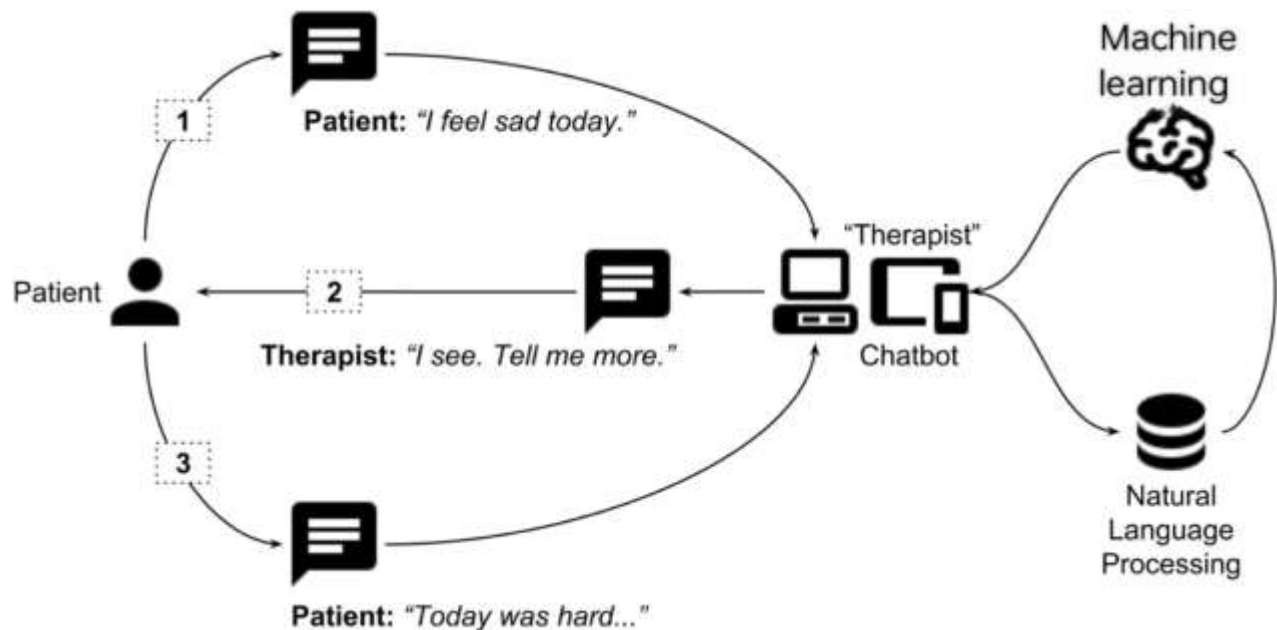 Machine
learning
1
Patient: “I feel sad today.”
“Therapist”
Patient
2
Therapist: “I see. Tell me more.”
Chatbot
3
Natural
Language
Processing
Patient: “Today was hard...”